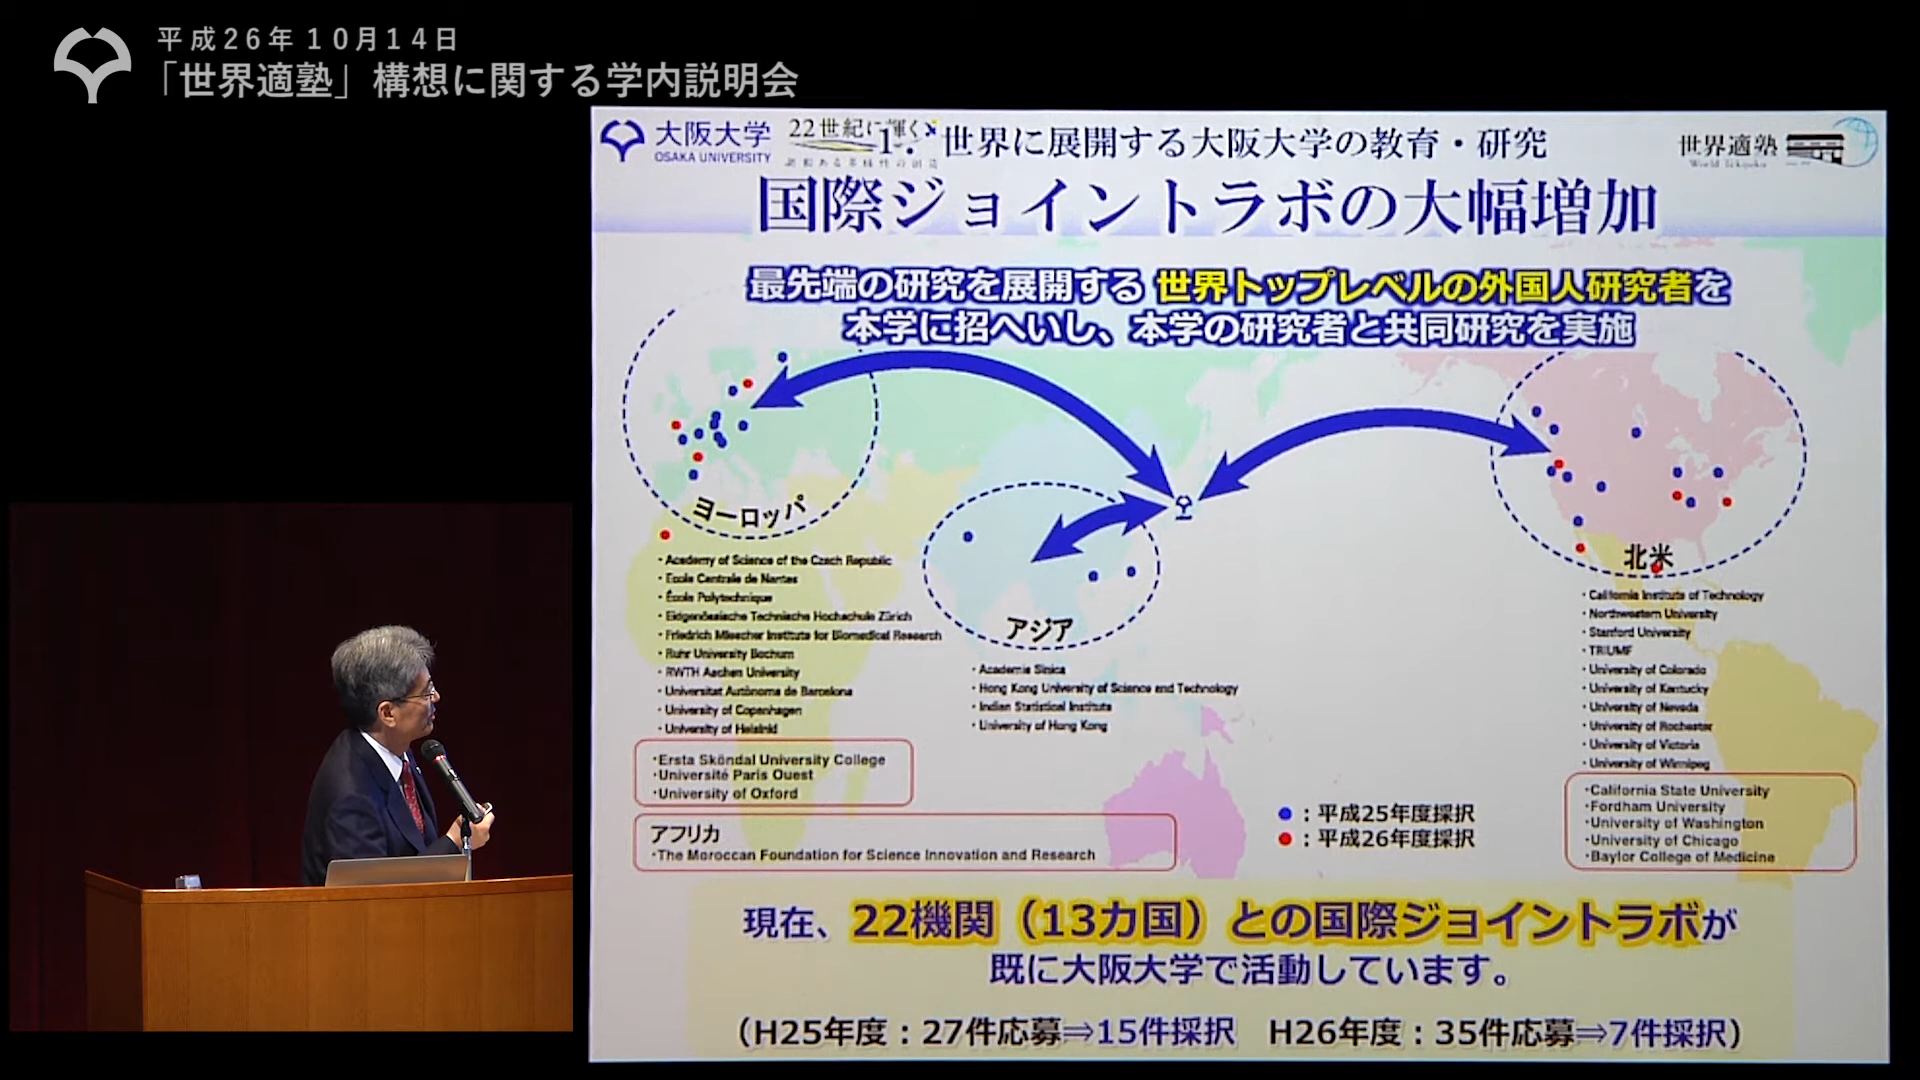 平成26年10月14日
「世界適塾」構想に関する学内説明会
大阪大学
OSAKA UNIVERSITY
22世紀に輝く
1. 世界に展開する大阪大学の教育・研究
世界適塾
World Tekijuku
国際ジョイントラボの大幅増加
最先端の研究を展開する 世界トップレベルの外国人研究者を
本学に招へいし、本学の研究者と共同研究を実施
ヨーロッパ
・Academy of Science of the Czech Republic
・Ecole Centrale de Nantes
・École Polytechnique
・Eidgenössische Technische Hochschule Zürich
・Friedrich Miescher Institute for Biomedical Research
・Ruhr University Bochum
・RWTH Aachen University
・Universitat Autònoma de Barcelona
・University of Copenhagen
・University of Helsinki
・Ersta Sköndal University College
・Université Paris Ouest
・University of Oxford
アフリカ
・The Moroccan Foundation for Science Innovation and Research
アジア
・Academia Sinica
・Hong Kong University of Science and Technology
・Indian Statistical Institute
・University of Hong Kong
北米
・California Institute of Technology
・Northwestern University
・Stanford University
・TRIUMF
・University of Colorado
・University of Kentucky
・University of Nevada
・University of Rochester
・University of Victoria
・University of Winnipeg
・California State University
・Fordham University
・University of Washington
・University of Chicago
・Baylor College of Medicine
：平成25年度採択
：平成26年度採択
現在、22機関（13カ国）との国際ジョイントラボが
既に大阪大学で活動しています。
（H25年度：27件応募⇒15件採択　H26年度：35件応募⇒7件採択）